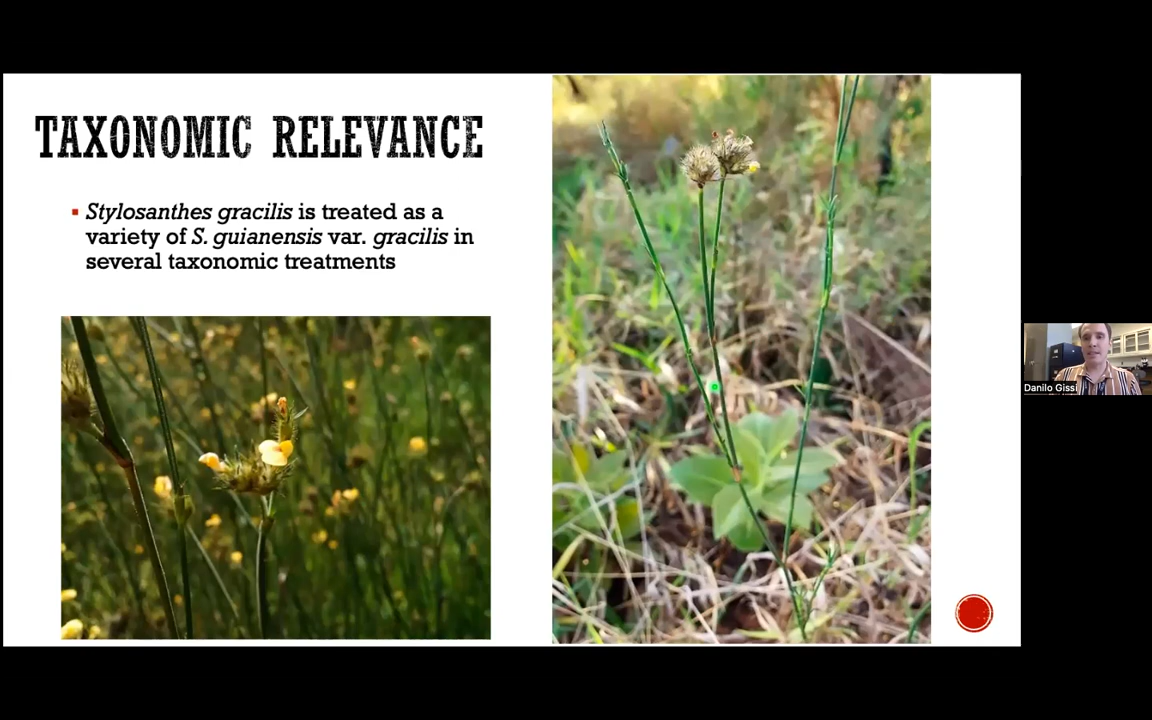 TAXONOMIC RELEVANCE
▪ Stylosanthes gracilis is treated as a
variety of S. guianensis var. gracilis in
several taxonomic treatments
Danilo Gissi